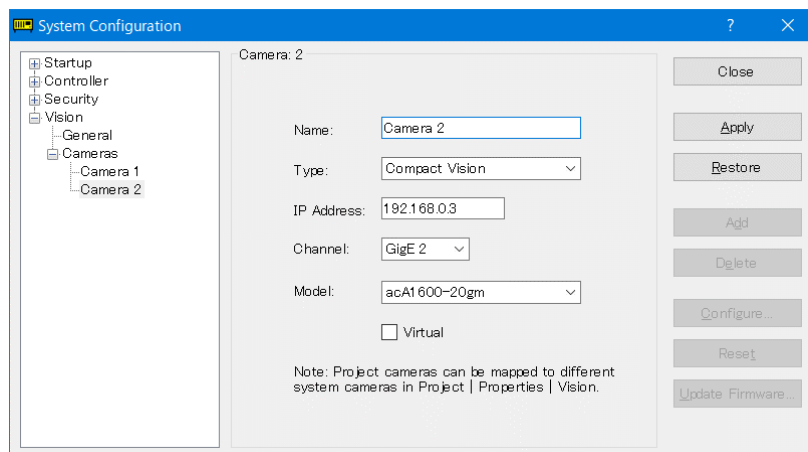 System Configuration
Startup
Controller
Security
Vision
General
Cameras
Camera 1
Camera 2
Camera: 2
Name: Camera 2
Type: Compact Vision
IP Address: 192.168.0.3
Channel: GigE 2
Model: acA1600-20gm
Virtual
Note: Project cameras can be mapped to different
system cameras in Project | Properties | Vision.
Close
Apply
Restore
Add
Delete
Configure...
Reset
Update Firmware...